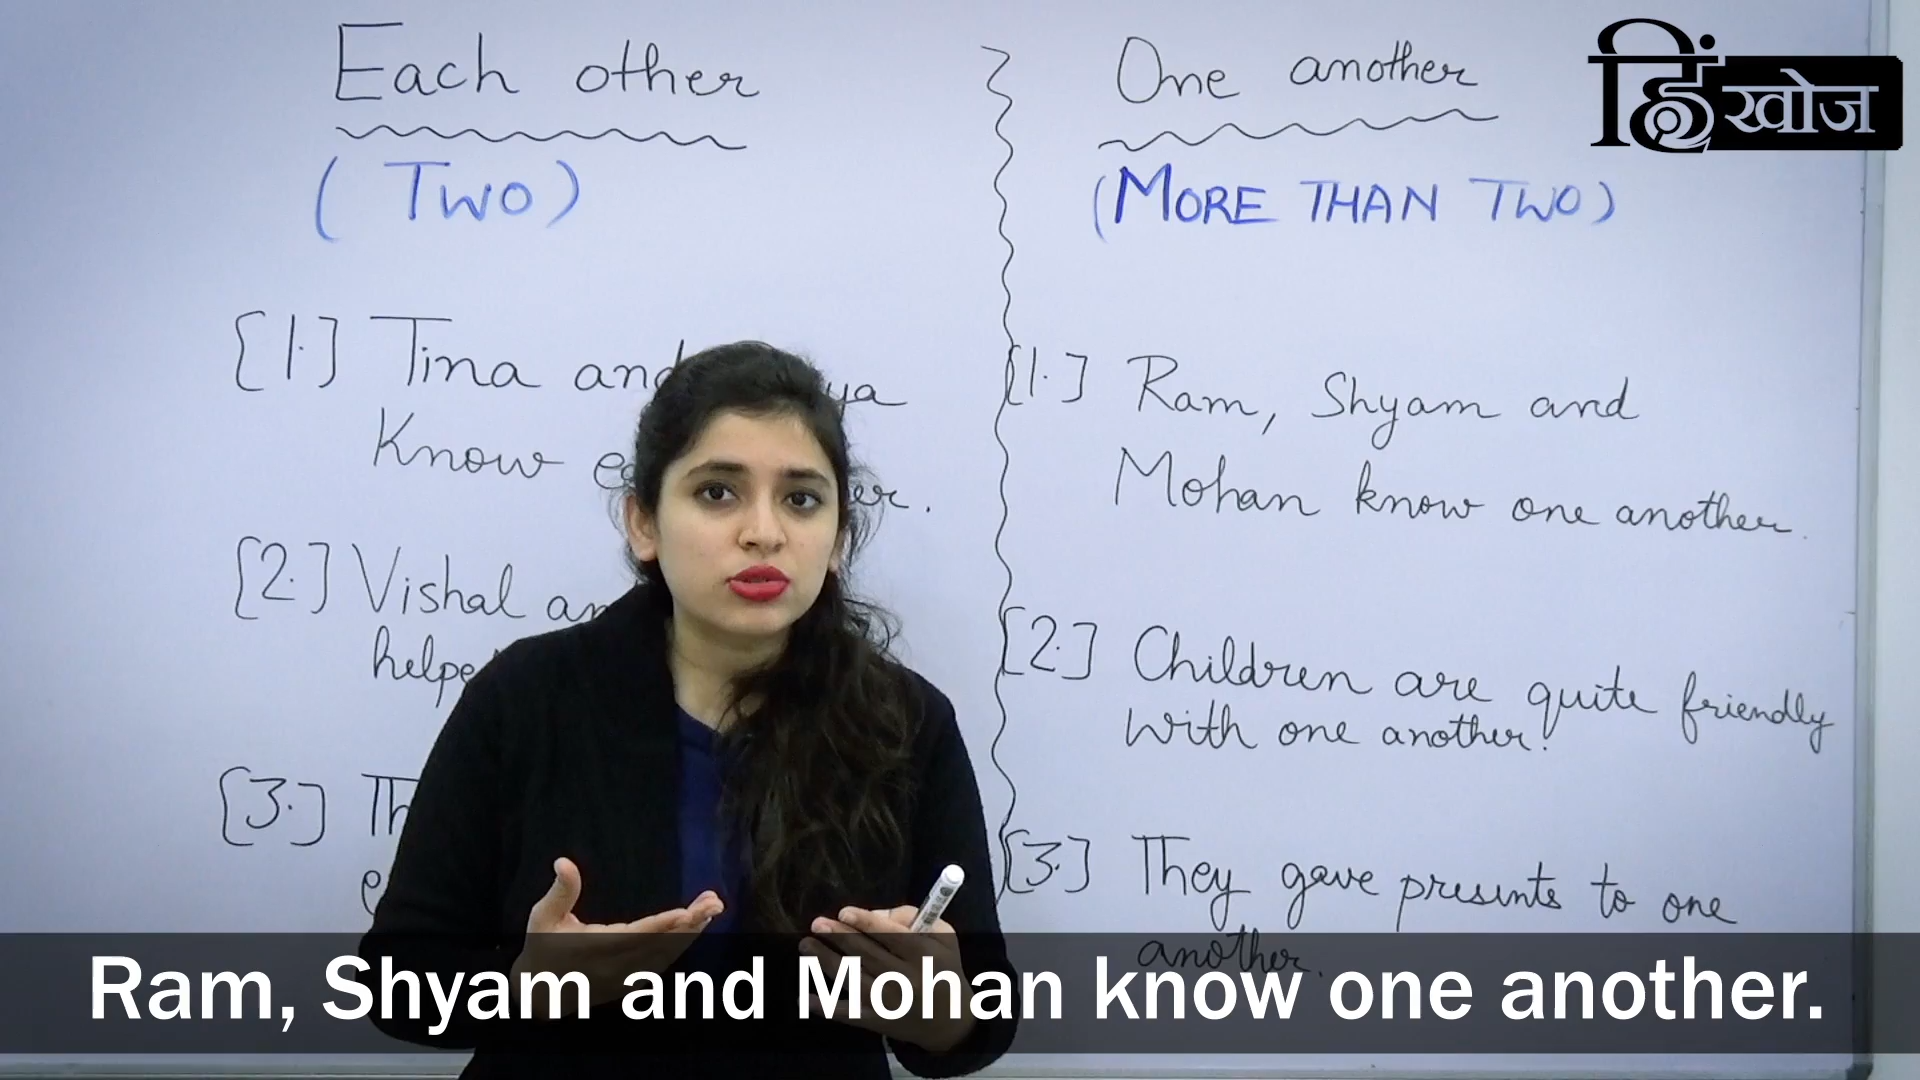 Each other
(TWO)
[1.] Tina and
Know
[2.] Vishal
[3.]
One another
(MORE THAN TWO)
[1.] Ram, Shyam and
Mohan know one another.
[2.] Children are quite friendly
with one another.
[3.] They gave presents to one
another.
हिंखोज
Ram, Shyam and Mohan know one another.